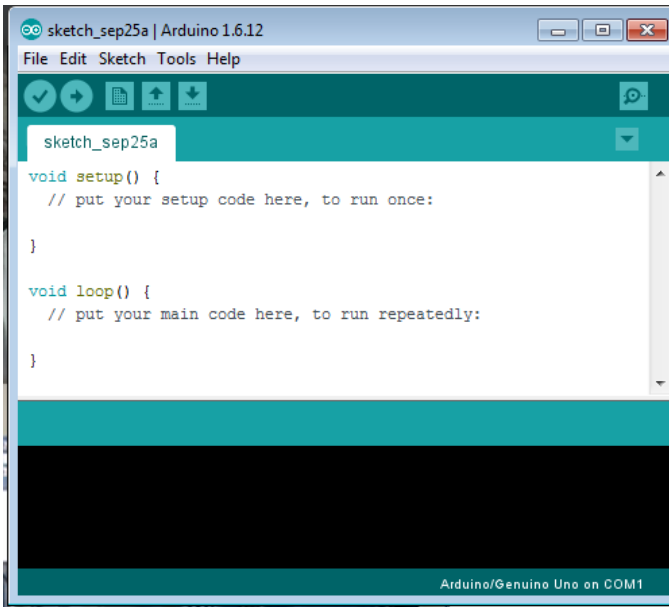 sketch_sep25a | Arduino 1.6.12
File Edit Sketch Tools Help
sketch_sep25a
void setup() {
  // put your setup code here, to run once:
}
void loop() {
  // put your main code here, to run repeatedly:
}
Arduino/Genuino Uno on COM1